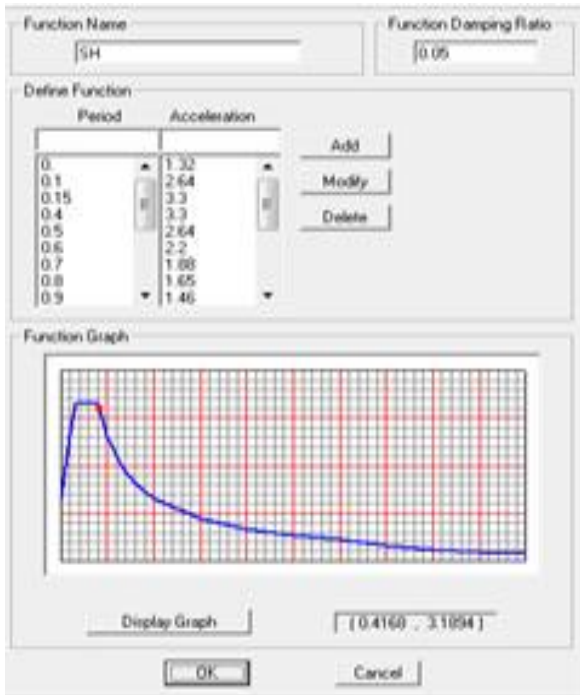 Function Name
Function Damping Ratio
SH
0.05
Define Function
Period Acceleration
Add
Modify
Delete
0. 1.32
0.1 2.64
0.15 3.3
0.4 3.3
0.5 2.64
0.6 2.2
0.7 1.88
0.8 1.65
0.9 1.46
Function Graph
Display Graph
(0.4160 , 3.1894)
OK
Cancel